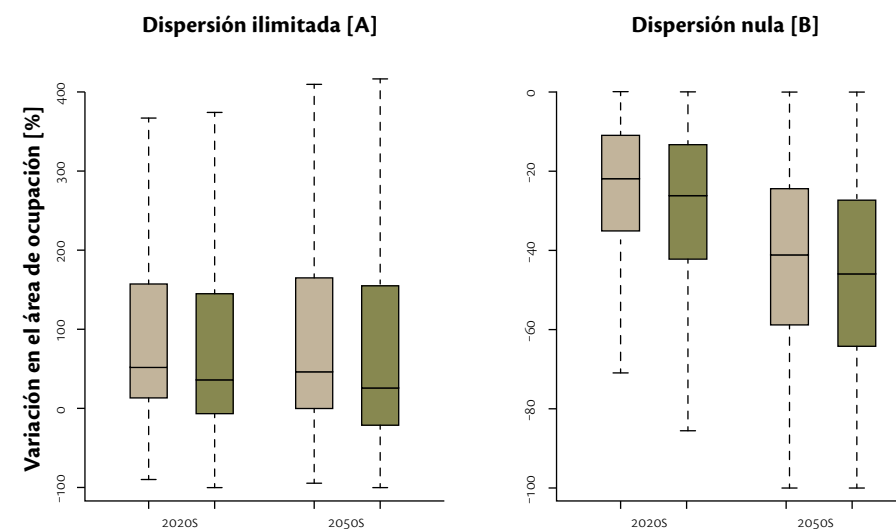 Dispersión ilimitada [A]
Dispersión nula [B]
Variación en el área de ocupación [%]
400
300
200
100
0
-100
2020S
2050S
0
-20
-40
-60
-80
-100
2020S
2050S